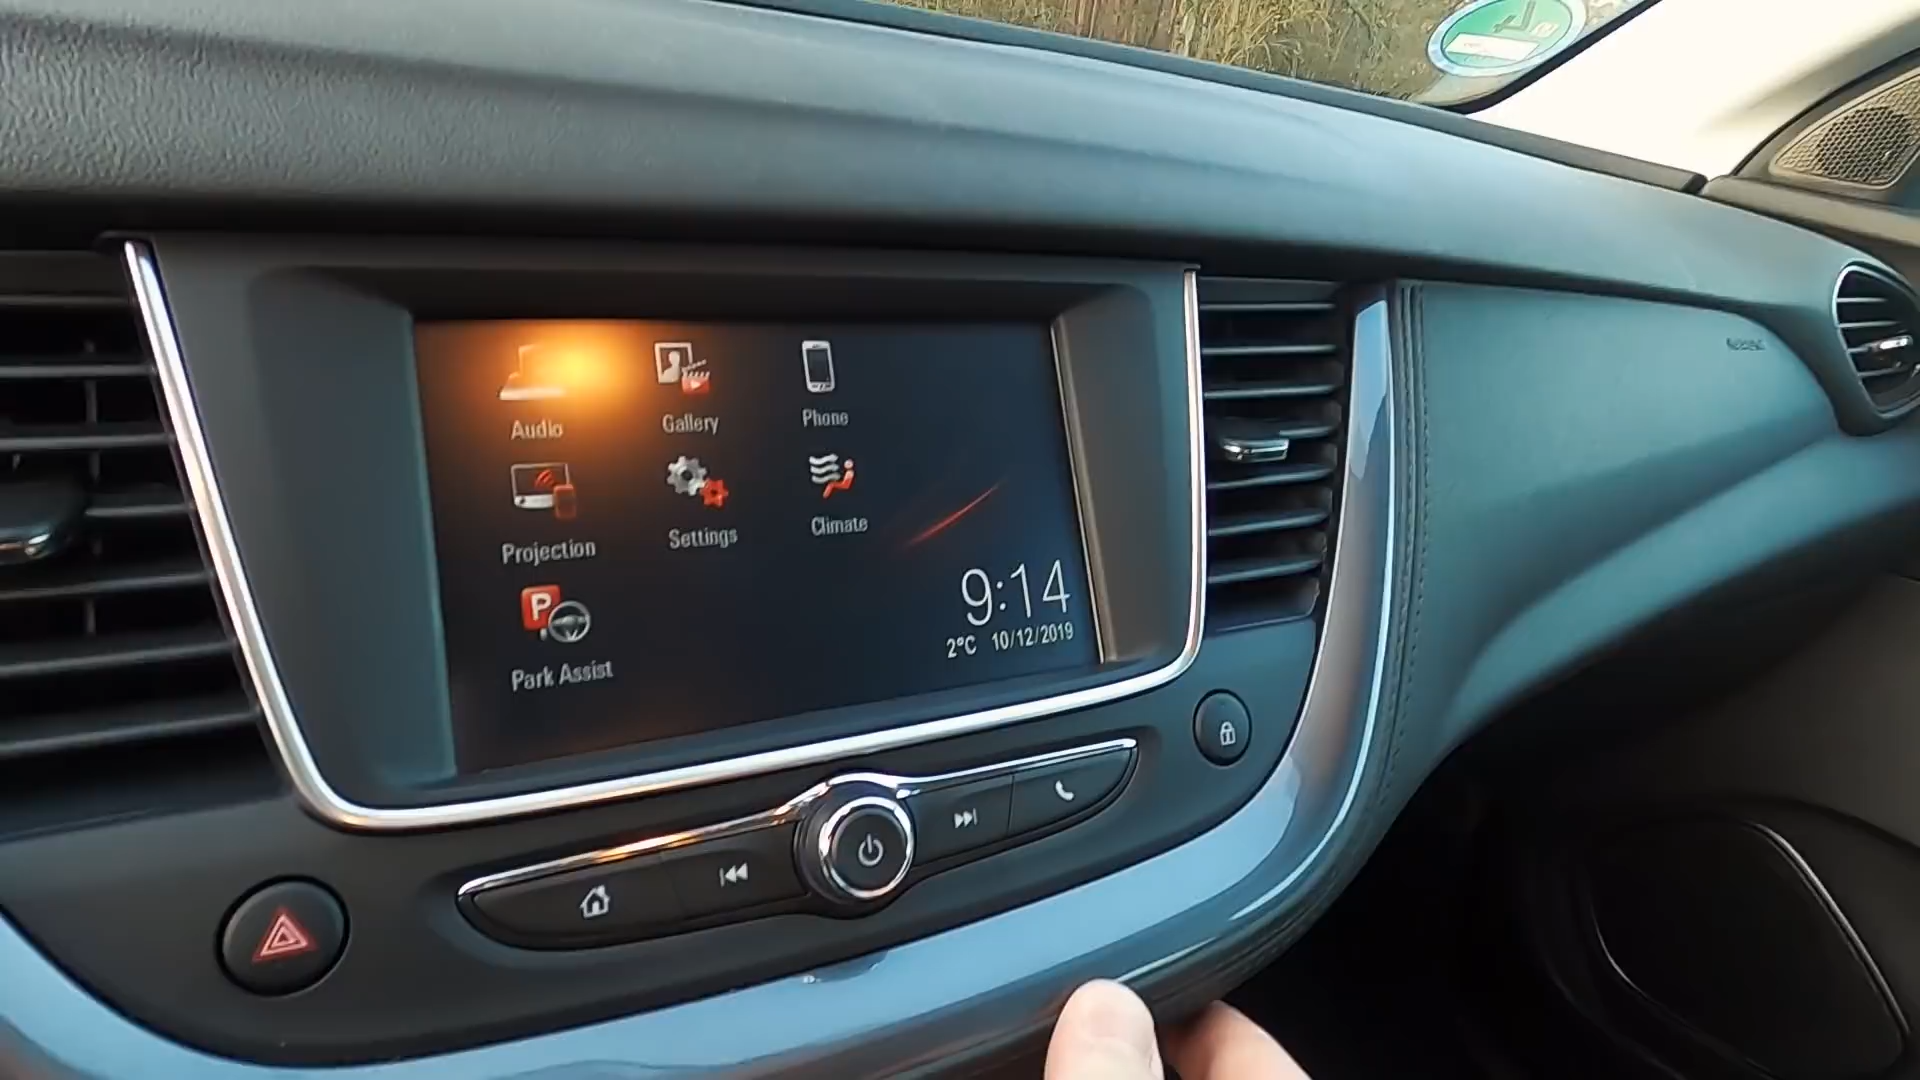 Audio
Gallery
Phone
Projection
Settings
Climate
P
Park Assist
9:14
2°C 10/12/2019